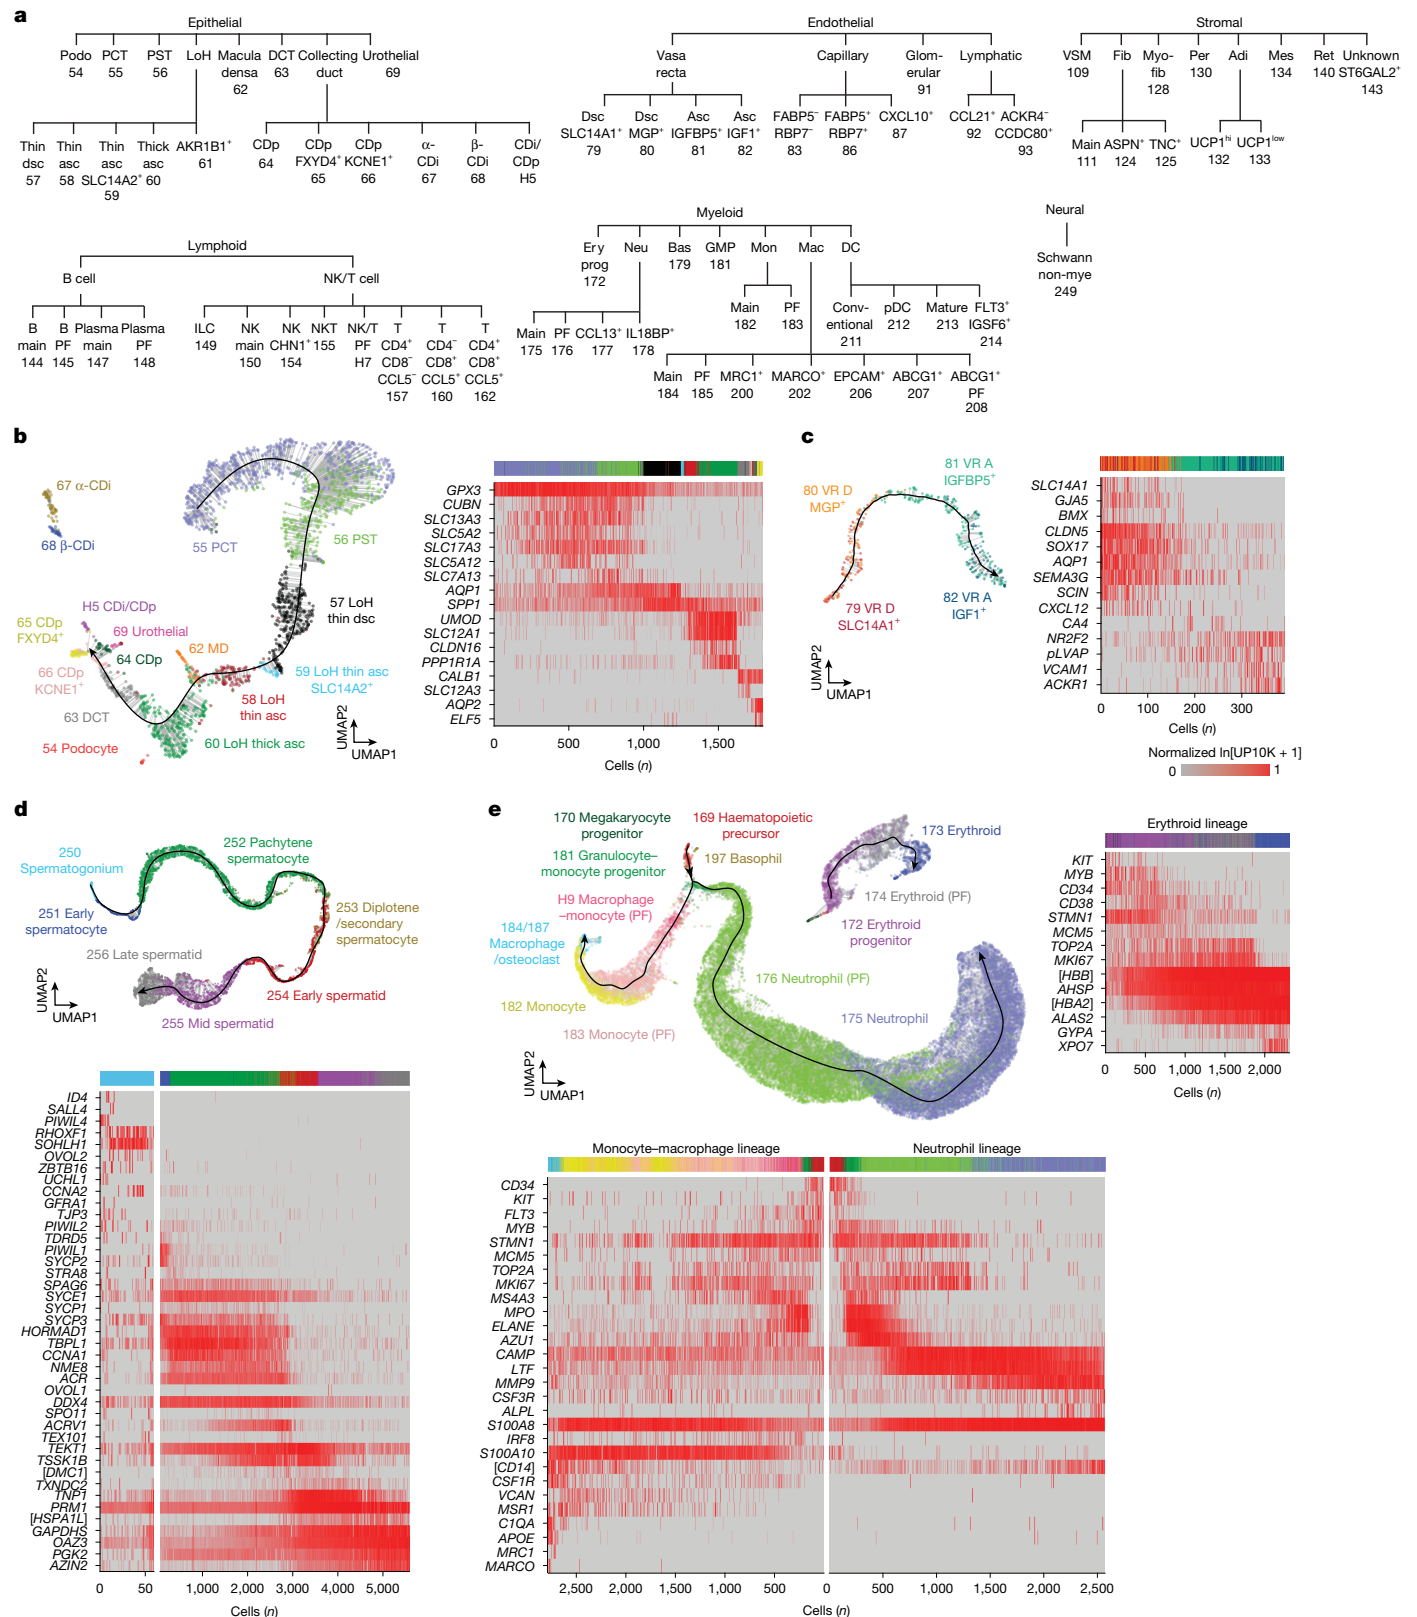 a
Epithelial
Podo
54
PCT
55
PST
56
LoH
Macula
densa
62
DCT
63
Collecting
duct
Urothelial
69
Thin
dsc
57
Thin
asc
58
Thin
asc
SLC14A2+
59
Thick
asc
60
AKR1B1+
61
CDp
64
CDp
FXYD4+
65
CDp
KCNE1+
66
α-
CDi
67
β-
CDi
68
CDi/
CDp
H5
Endothelial
Vasa
recta
Capillary
Glom-
erular
91
Lymphatic
Dsc
SLC14A1+
79
Dsc
MGP+
80
Asc
IGFBP5+
81
Asc
IGF1+
82
FABP5−
RBP7−
83
FABP5+
RBP7+
86
CXCL10+
87
CCL21+
92
ACKR4−
CCDC80+
93
Stromal
VSM
109
Fib
Myo-
fib
128
Per
130
Adi
Mes
134
Ret
140
Unknown
ST6GAL2+
143
Main
111
ASPN+
124
TNC+
125
UCP1hi
132
UCP1low
133
Lymphoid
B cell
NK/T cell
B
main
144
B
PF
145
Plasma
main
147
Plasma
PF
148
ILC
149
NK
main
150
NK
CHN1+
154
NKT
155
NK/T
PF
H7
T
CD4+
CD8−
CCL5−
157
T
CD4−
CD8+
CCL5+
160
T
CD4+
CD8+
CCL5+
162
Myeloid
Ery
prog
172
Neu
Bas
179
GMP
181
Mon
Mac
DC
Main
182
PF
183
Conv-
entional
211
pDC
212
Mature
213
FLT3+
IGSF6+
214
Main
175
PF
176
CCL13+
177
IL18BP+
178
Main
184
PF
185
MRC1+
200
MARCO+
202
EPCAM+
206
ABCG1+
207
ABCG1+
PF
208
Neural
Schwann
non-mye
249
b
67 α-CDi
68 β-CDi
55 PCT
56 PST
H5 CDi/CDp
65 CDp
FXYD4+
69 Urothelial
64 CDp
62 MD
57 LoH
thin dsc
66 CDp
KCNE1+
59 LoH thin asc
SLC14A2+
58 LoH
thin asc
63 DCT
54 Podocyte
60 LoH thick asc
UMAP2
UMAP1
GPX3
CUBN
SLC13A3
SLC5A2
SLC17A3
SLC5A12
SLC7A13
AQP1
SPP1
UMOD
SLC12A1
CLDN16
PPP1R1A
CALB1
SLC12A3
AQP2
ELF5
0 500 1,000 1,500
Cells (n)
c
81 VR A
IGFBP5+
80 VR D
MGP+
79 VR D
SLC14A1+
82 VR A
IGF1+
UMAP2
UMAP1
SLC14A1
GJA5
BMX
CLDN5
SOX17
AQP1
SEMA3G
SCIN
CXCL12
CA4
NR2F2
pLVAP
VCAM1
ACKR1
0 100 200 300
Cells (n)
Normalized ln[UP10K + 1]
0 1
d
250
Spermatogonium
252 Pachytene
spermatocyte
251 Early
spermatocyte
253 Diplotene
/secondary
spermatocyte
256 Late spermatid
254 Early spermatid
255 Mid spermatid
UMAP2
UMAP1
ID4
SALL4
PIWIL4
RHOXF1
SOHLH1
OVOL2
ZBTB16
UCHL1
CCNA2
GFRA1
TJP3
PIWIL2
TDRD5
PIWIL1
SYCP2
STRA8
SPAG6
SYCE1
SYCP1
SYCP3
HORMAD1
TBPL1
CCNA1
NME8
ACR
OVOL1
DDX4
SPO11
ACRV1
TEX101
TEKT1
TSSK1B
[DMC1]
TXNDC2
TNP1
PRM1
[HSPA1L]
GAPDHS
OAZ3
PGK2
AZIN2
0 50 1,000 2,000 3,000 4,000 5,000
Cells (n)
e
170 Megakaryocyte
progenitor
169 Haematopoietic
precursor
181 Granulocyte–
monocyte progenitor
197 Basophil
173 Erythroid
H9 Macrophage
–monocyte (PF)
174 Erythroid (PF)
184/187
Macrophage
/osteoclast
172 Erythroid
progenitor
176 Neutrophil (PF)
182 Monocyte
175 Neutrophil
183 Monocyte (PF)
UMAP2
UMAP1
Erythroid lineage
KIT
MYB
CD34
CD38
STMN1
MCM5
TOP2A
MKI67
[HBB]
AHSP
[HBA2]
ALAS2
GYPA
XPO7
0 500 1,000 2,000
Cells (n)
Monocyte–macrophage lineage
Neutrophil lineage
CD34
KIT
FLT3
MYB
STMN1
MCM5
TOP2A
MKI67
MS4A3
MPO
ELANE
AZU1
CAMP
LTF
MMP9
CSF3R
ALPL
S100A8
IRF8
S100A10
[CD14]
CSF1R
VCAN
MSR1
C1QA
APOE
MRC1
MARCO
2,500 2,000 1,500 1,000 500 0 500 1,000 1,500 2,000 2,500
Cells (n)